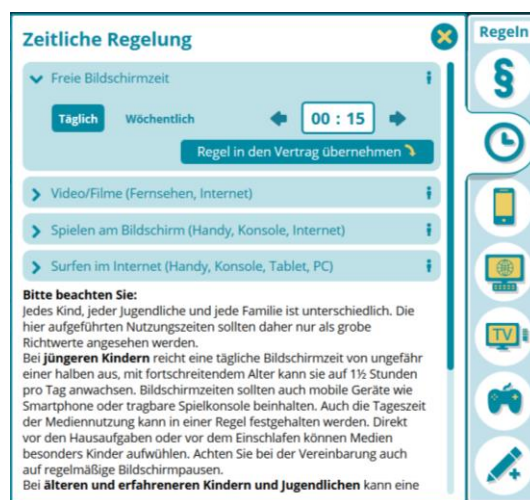 Zeitliche Regelung
Regeln
Freie Bildschirmzeit
Täglich
Wöchentlich
00 : 15
Regel in den Vertrag übernehmen
Video/Filme (Fernsehen, Internet)
Spielen am Bildschirm (Handy, Konsole, Internet)
Surfen im Internet (Handy, Konsole, Tablet, PC)
Bitte beachten Sie:
Jedes Kind, jeder Jugendliche und jede Familie ist unterschiedlich. Die
hier aufgeführten Nutzungszeiten sollten daher nur als grobe
Richtwerte angesehen werden.
Bei jüngeren Kindern reicht eine tägliche Bildschirmzeit von ungefähr
einer halben aus, mit fortschreitendem Alter kann sie auf 1½ Stunden
pro Tag anwachsen. Bildschirmzeiten sollten auch mobile Geräte wie
Smartphone oder tragbare Spielkonsole beinhalten. Auch die Tageszeit
der Mediennutzung kann in einer Regel festgehalten werden. Direkt
vor den Hausaufgaben oder vor dem Einschlafen können Medien
besonders Kinder aufwühlen. Achten Sie bei der Vereinbarung auch
auf regelmäßige Bildschirmpausen.
Bei älteren und erfahreneren Kindern und Jugendlichen kann eine
§
TV